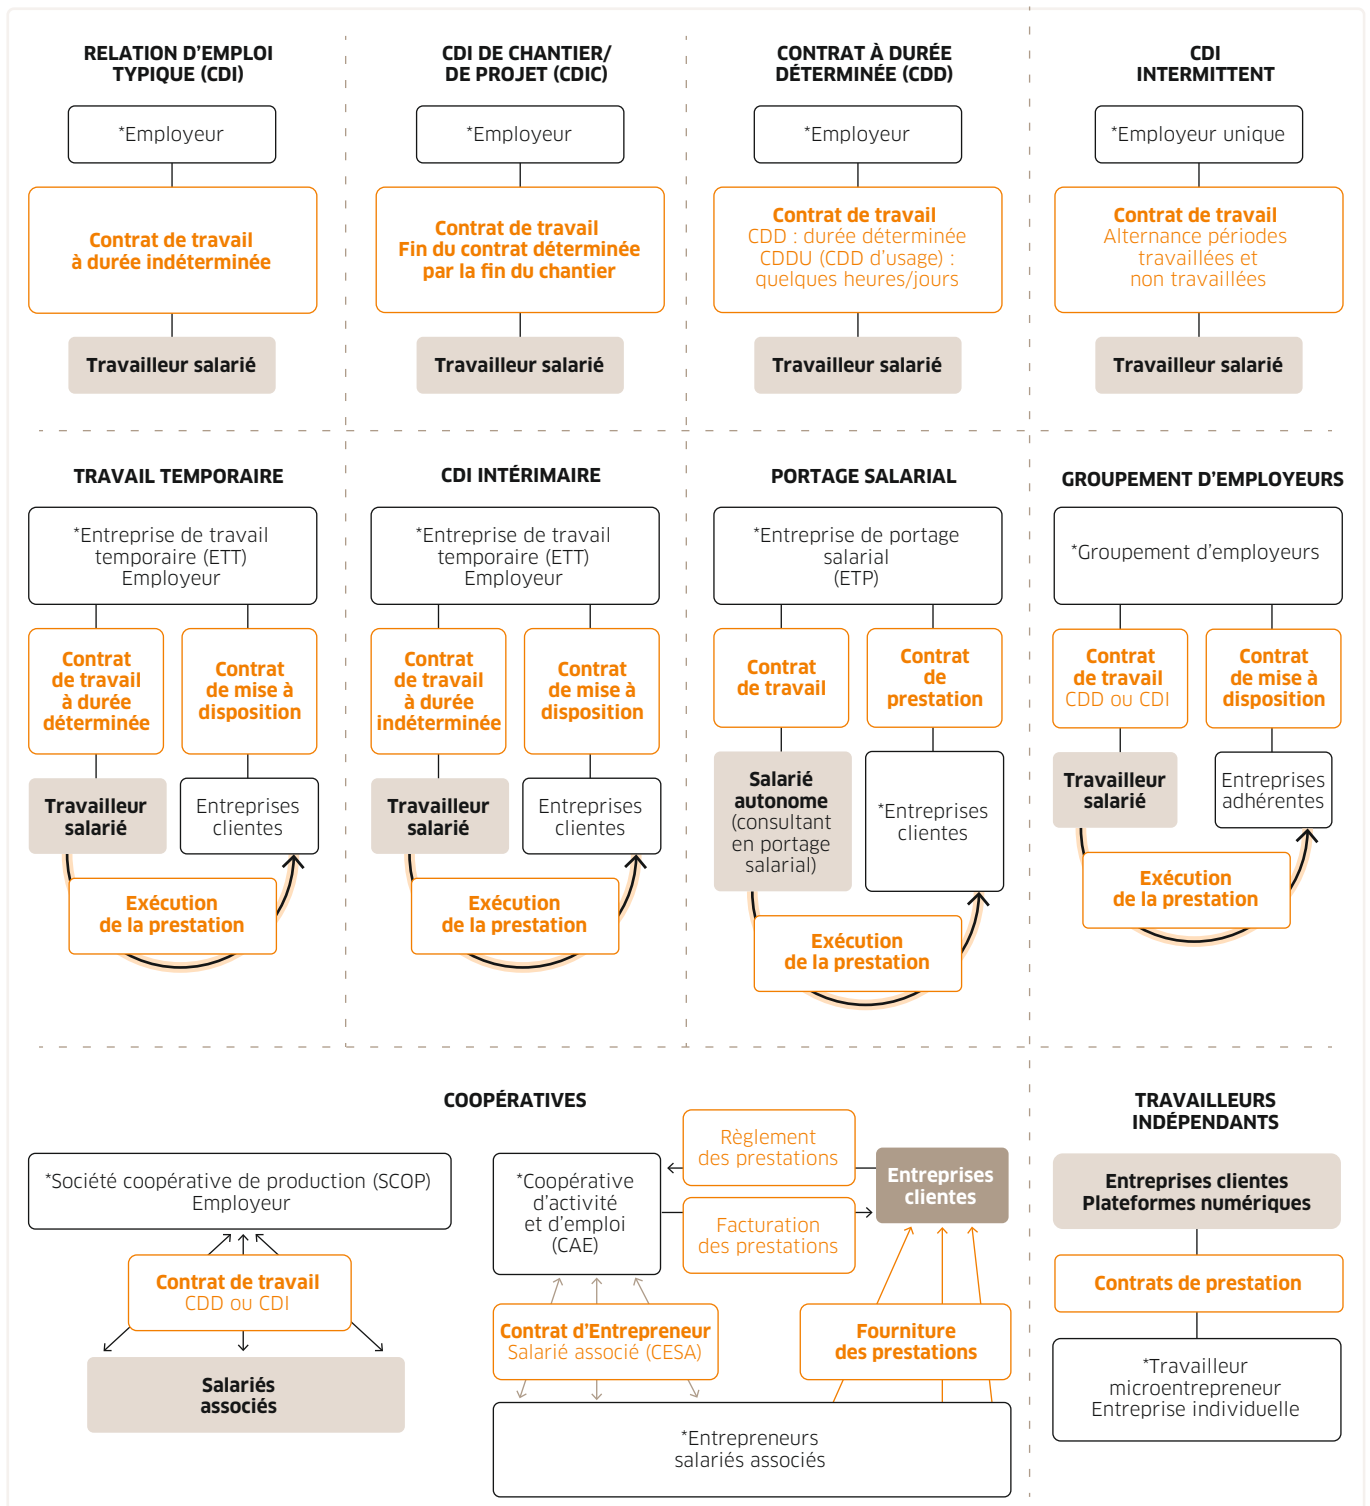 RELATION D'EMPLOI
TYPIQUE (CDI)
*Employeur
Contrat de travail
à durée indéterminée
Travailleur salarié
CDI DE CHANTIER/
DE PROJET (CDIC)
*Employeur
Contrat de travail
Fin du contrat déterminée
par la fin du chantier
Travailleur salarié
CONTRAT À DURÉE
DÉTERMINÉE (CDD)
*Employeur
Contrat de travail
CDD : durée déterminée
CDDU (CDD d'usage) :
quelques heures/jours
Travailleur salarié
CDI
INTERMITTENT
*Employeur unique
Contrat de travail
Alternance périodes
travaillées et
non travaillées
Travailleur salarié
TRAVAIL TEMPORAIRE
*Entreprise de travail
temporaire (ETT)
Employeur
Contrat
de travail
à durée
déterminée
Contrat
de mise à
disposition
Travailleur
salarié
Entreprises
clientes
Exécution
de la prestation
CDI INTÉRIMAIRE
*Entreprise de travail
temporaire (ETT)
Employeur
Contrat
de travail
à durée
indéterminée
Contrat
de mise à
disposition
Travailleur
salarié
Entreprises
clientes
Exécution
de la prestation
PORTAGE SALARIAL
*Entreprise de portage
salarial
(ETP)
Contrat
de travail
Contrat
de
prestation
Salarié
autonome
(consultant
en portage
salarial)
*Entreprises
clientes
Exécution
de la prestation
GROUPEMENT D'EMPLOYEURS
*Groupement d'employeurs
Contrat
de travail
CDD ou CDI
Contrat
de mise à
disposition
Travailleur
salarié
Entreprises
adhérentes
Exécution
de la prestation
COOPÉRATIVES
*Société coopérative de production (SCOP)
Employeur
Contrat de travail
CDD ou CDI
Salariés
associés
*Coopérative
d'activité
et d'emploi
(CAE)
Règlement
des prestations
Facturation
des prestations
Entreprises
clientes
Contrat d'Entrepreneur
Salarié associé (CESA)
Fourniture
des prestations
*Entrepreneurs
salariés associés
TRAVAILLEURS
INDÉPENDANTS
Entreprises clientes
Plateformes numériques
Contrats de prestation
*Travailleur
microentrepreneur
Entreprise individuelle